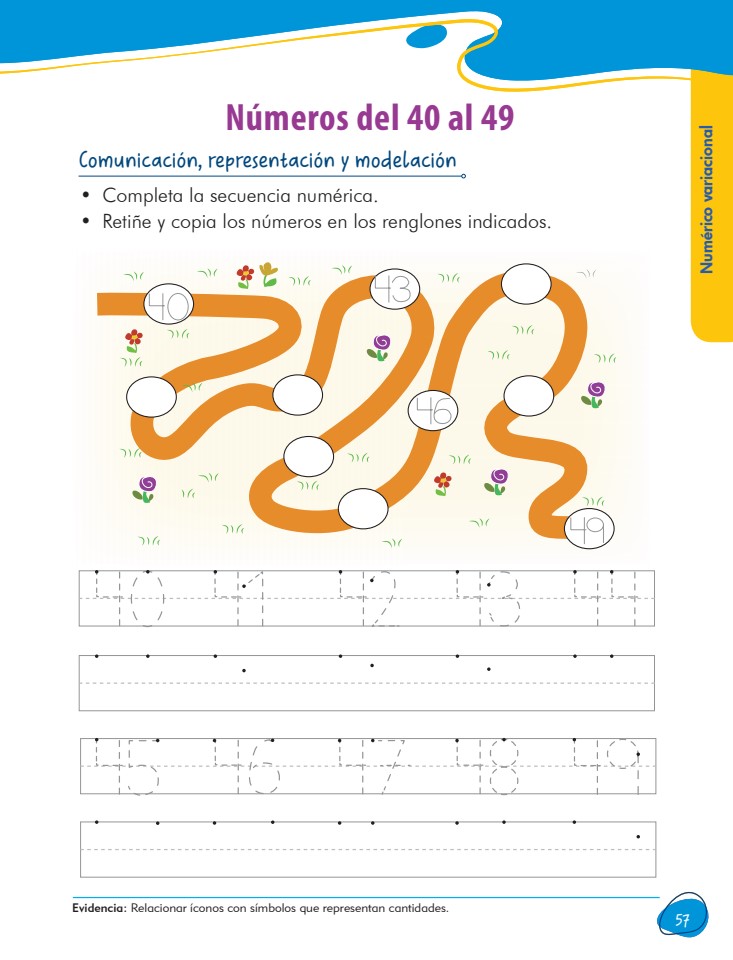 Números del 40 al 49
Comunicación, representación y modelación
• Completa la secuencia numérica.
• Retiñe y copia los números en los renglones indicados.
Numérico variacional
40
43
46
49
40 41 42 43 44
45 46 47 48 49
Evidencia: Relacionar íconos con símbolos que representan cantidades.
57